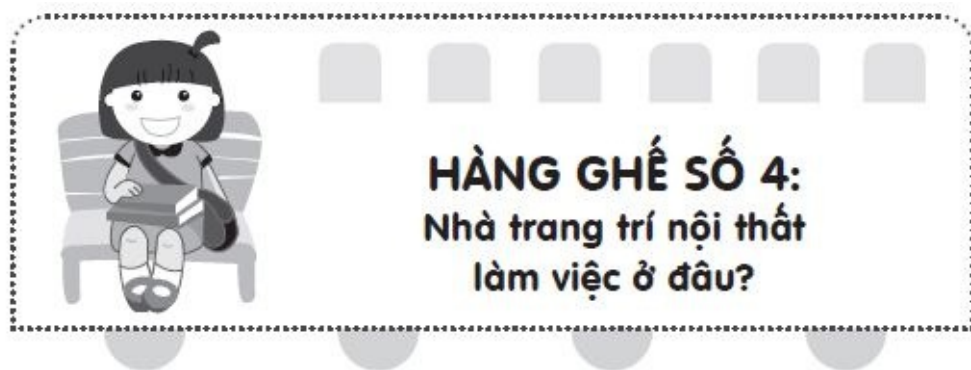 HÀNG GHẾ SỐ 4:
Nhà trang trí nội thất
làm việc ở đâu?